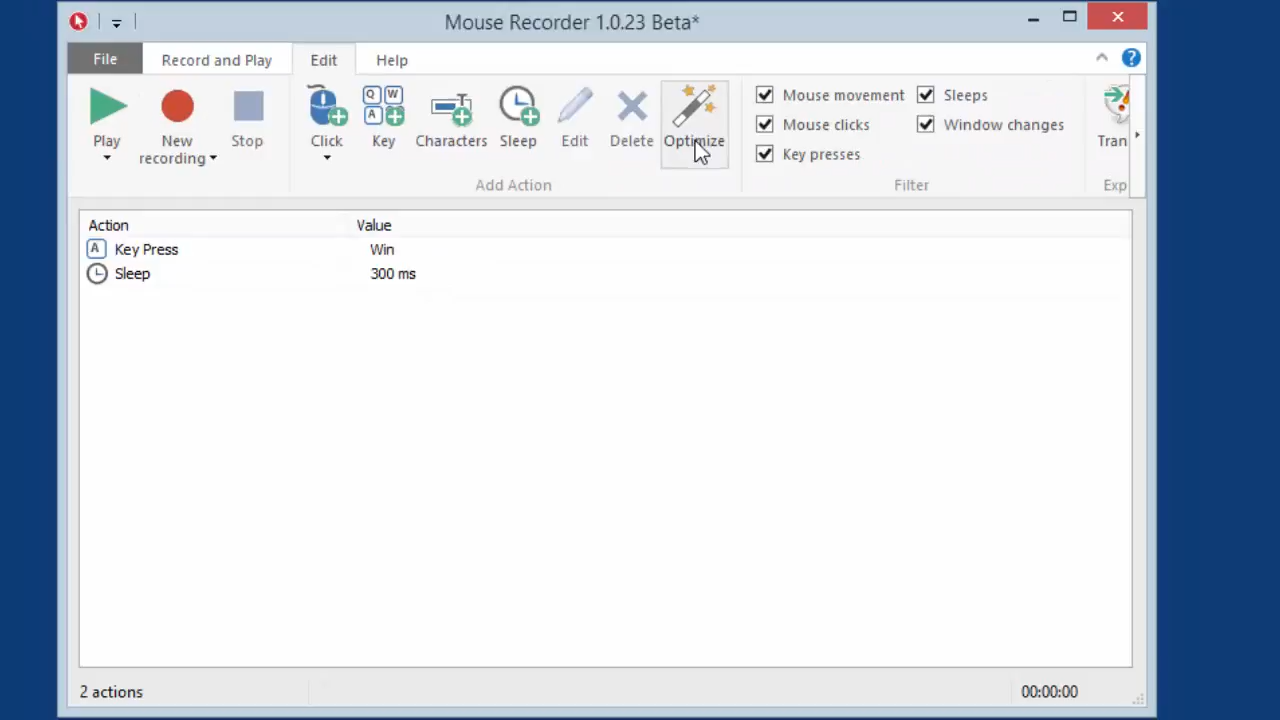 Mouse Recorder 1.0.23 Beta*
File Record and Play Edit Help
Play New recording Stop Click Key Characters Sleep Edit Delete Optimize
Mouse movement Sleeps
Mouse clicks Window changes
Key presses
Tran
Add Action Filter Exp
Action Value
Key Press Win
Sleep 300 ms
2 actions 00:00:00